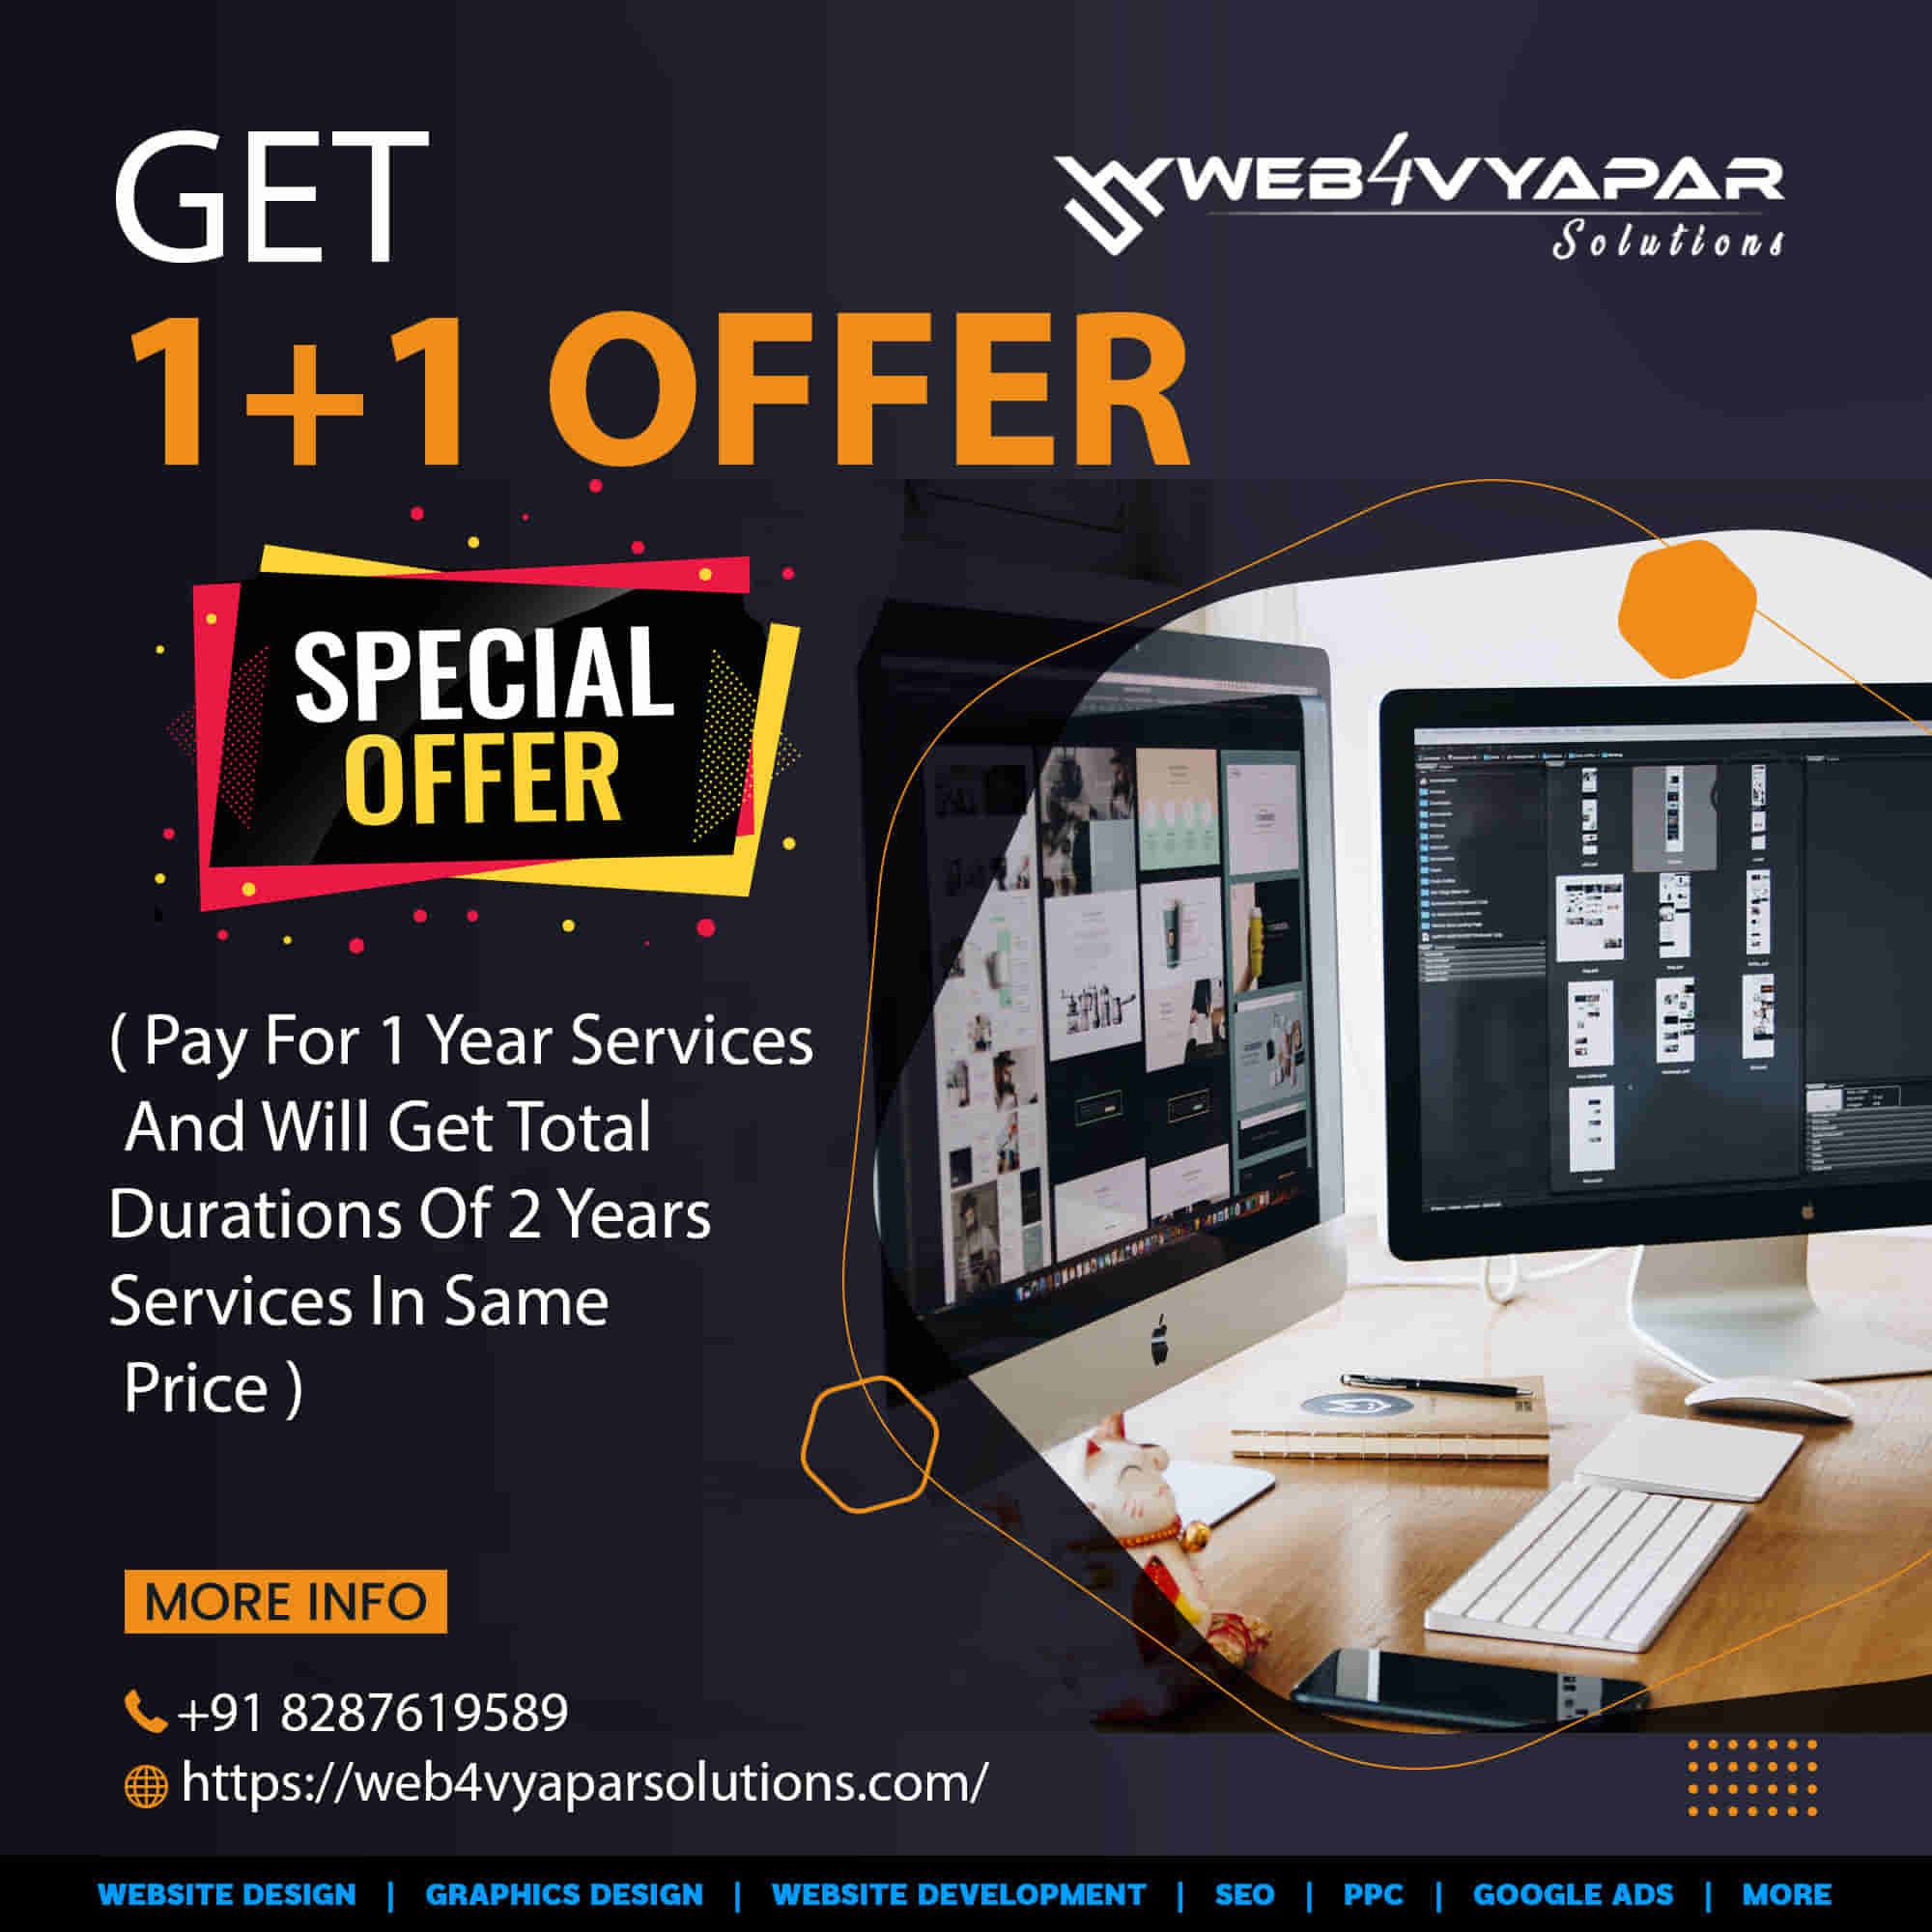 GET
WEB4VYAPAR
Solutions
1+1 OFFER
SPECIAL
OFFER
( Pay For 1 Year Services
And Will Get Total
Durations Of 2 Years
Services In Same
Price )
MORE INFO
+91 8287619589
https://web4vyaparsolutions.com/
WEBSITE DESIGN | GRAPHICS DESIGN | WEBSITE DEVELOPMENT | SEO | PPC | GOOGLE ADS | MORE